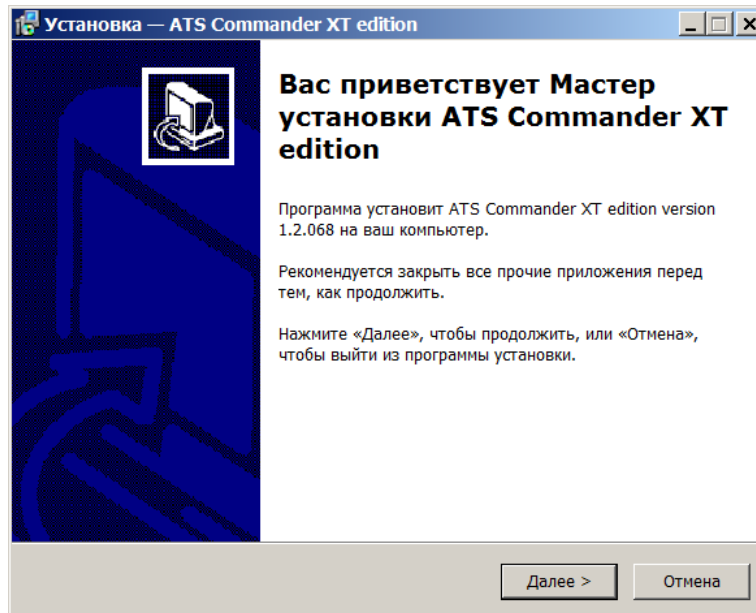 Установка — ATS Commander XT edition
Вас приветствует Мастер
установки ATS Commander XT
edition
Программа установит ATS Commander XT edition version
1.2.068 на ваш компьютер.
Рекомендуется закрыть все прочие приложения перед
тем, как продолжить.
Нажмите «Далее», чтобы продолжить, или «Отмена»,
чтобы выйти из программы установки.
Далее >
Отмена